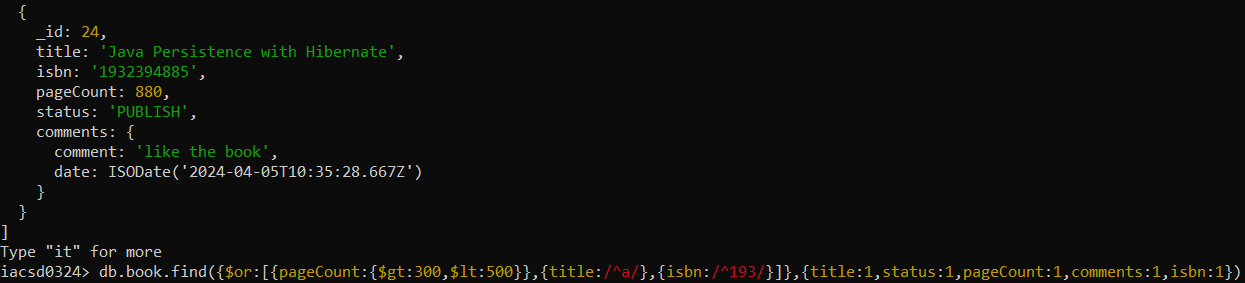 {
    _id: 24,
    title: 'Java Persistence with Hibernate',
    isbn: '1932394885',
    pageCount: 880,
    status: 'PUBLISH',
    comments: {
      comment: 'like the book',
      date: ISODate('2024-04-05T10:35:28.667Z')
    }
  }
]
Type "it" for more
iacsd0324> db.book.find({$or:[{pageCount:{$gt:300,$lt:500}},{title:/^a/},{isbn:/^193/}]},{title:1,status:1,pageCount:1,comments:1,isbn:1})